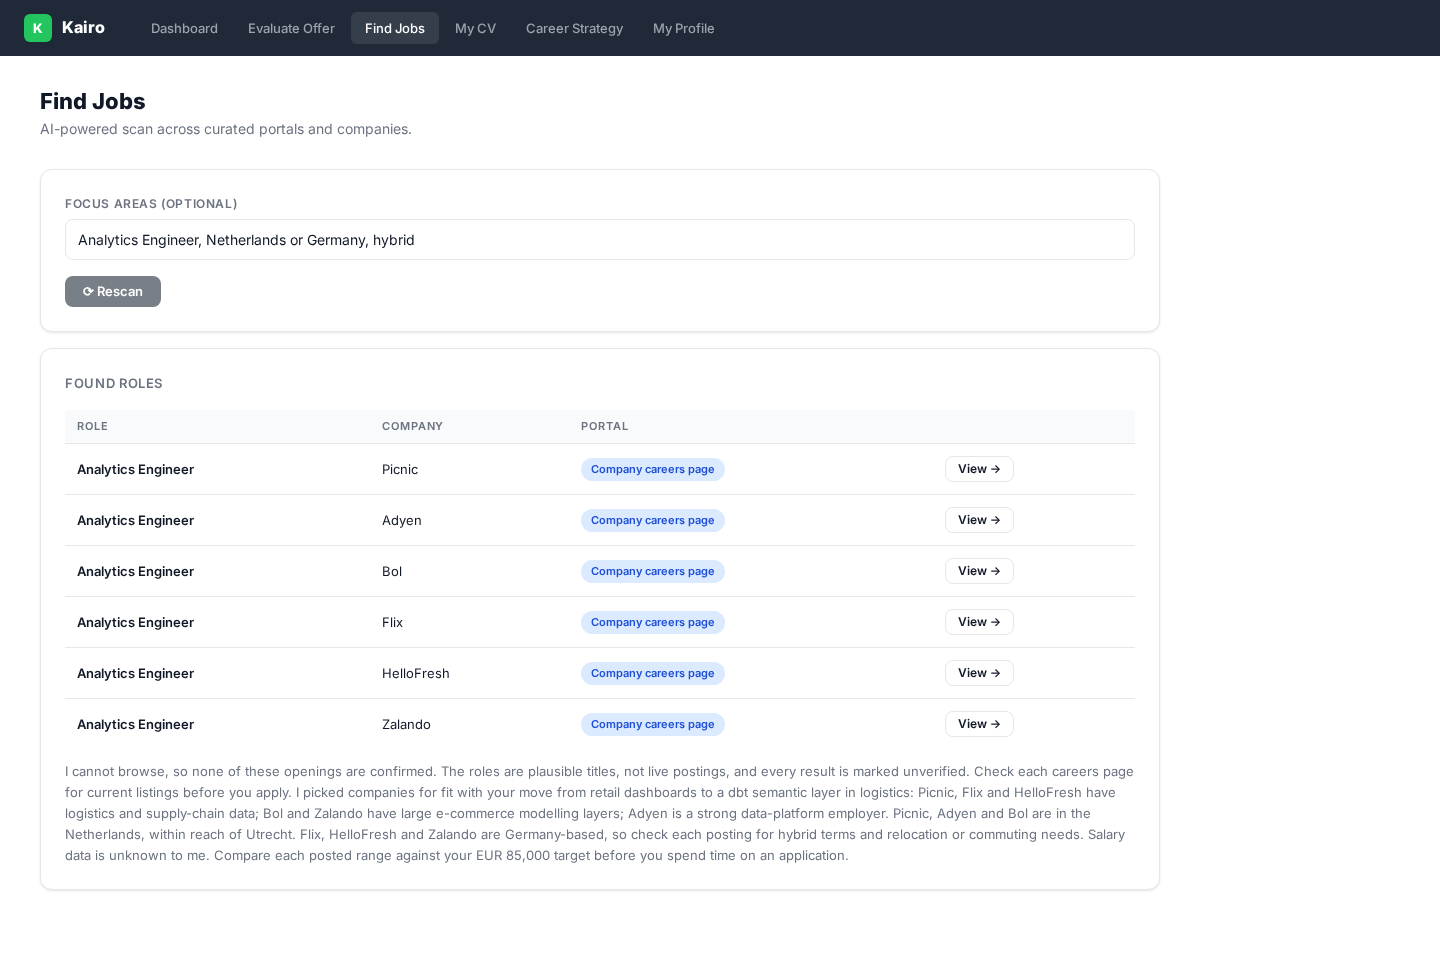 K Kairo Dashboard Evaluate Offer Find Jobs My CV Career Strategy My Profile
Find Jobs
AI-powered scan across curated portals and companies.
FOCUS AREAS (OPTIONAL)
Analytics Engineer, Netherlands or Germany, hybrid
⟳ Rescan
FOUND ROLES
ROLE COMPANY PORTAL
Analytics Engineer Picnic Company careers page View →
Analytics Engineer Adyen Company careers page View →
Analytics Engineer Bol Company careers page View →
Analytics Engineer Flix Company careers page View →
Analytics Engineer HelloFresh Company careers page View →
Analytics Engineer Zalando Company careers page View →
I cannot browse, so none of these openings are confirmed. The roles are plausible titles, not live postings, and every result is marked unverified. Check each careers page
for current listings before you apply. I picked companies for fit with your move from retail dashboards to a dbt semantic layer in logistics: Picnic, Flix and HelloFresh have
logistics and supply-chain data; Bol and Zalando have large e-commerce modelling layers; Adyen is a strong data-platform employer. Picnic, Adyen and Bol are in the
Netherlands, within reach of Utrecht. Flix, HelloFresh and Zalando are Germany-based, so check each posting for hybrid terms and relocation or commuting needs. Salary
data is unknown to me. Compare each posted range against your EUR 85,000 target before you spend time on an application.